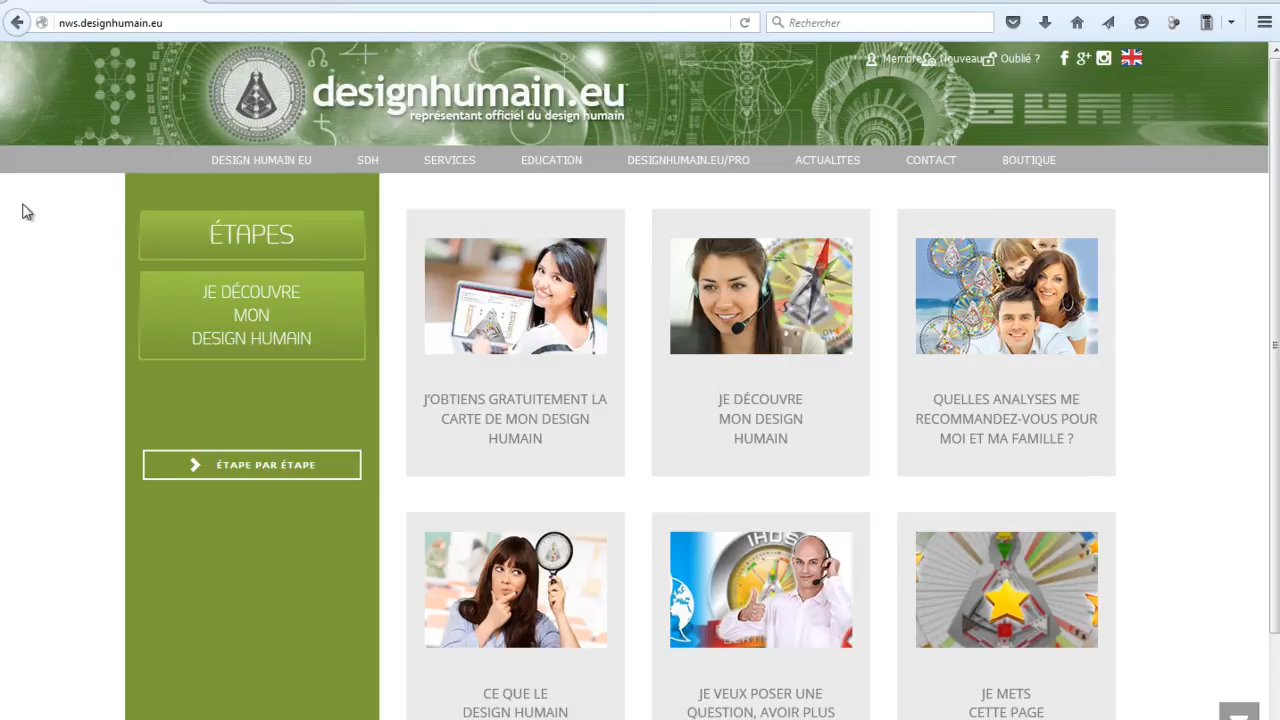 nws.designhumain.eu
Rechercher
Membre Nouveau Oublié ?
designhumain.eu
représentant officiel du design humain
DESIGN HUMAIN EU SDH SERVICES EDUCATION DESIGNHUMAIN.EU/PRO ACTUALITES CONTACT BOUTIQUE
ÉTAPES
JE DÉCOUVRE
MON
DESIGN HUMAIN
ÉTAPE PAR ÉTAPE
J'OBTIENS GRATUITEMENT LA
CARTE DE MON DESIGN
HUMAIN
JE DÉCOUVRE
MON DESIGN
HUMAIN
QUELLES ANALYSES ME
RECOMMANDEZ-VOUS POUR
MOI ET MA FAMILLE ?
CE QUE LE
DESIGN HUMAIN
IHDS
JE VEUX POSER UNE
QUESTION, AVOIR PLUS
JE METS
CETTE PAGE